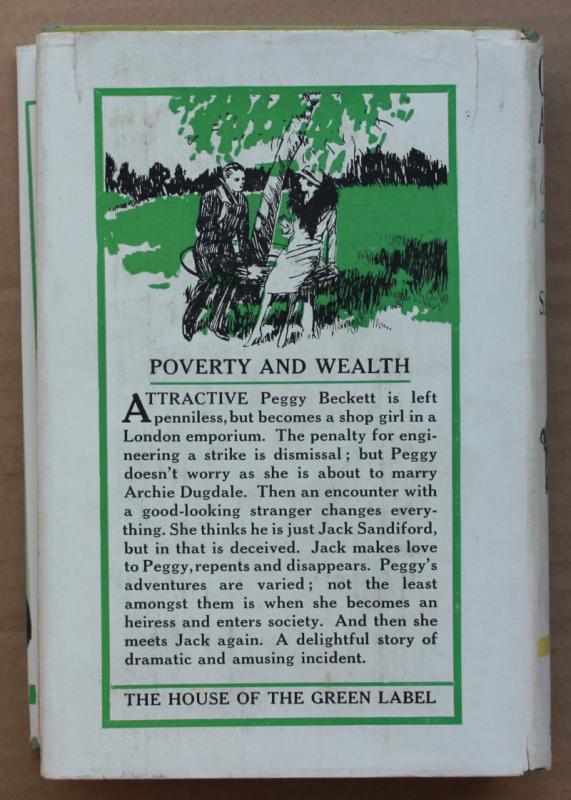 POVERTY AND WEALTH
ATTRACTIVE Peggy Beckett is left
penniless, but becomes a shop girl in a
London emporium. The penalty for engi-
neering a strike is dismissal; but Peggy
doesn't worry as she is about to marry
Archie Dugdale. Then an encounter with
a good-looking stranger changes every-
thing. She thinks he is just Jack Sandiford,
but in that is deceived. Jack makes love
to Peggy, repents and disappears. Peggy's
adventures are varied; not the least
amongst them is when she becomes an
heiress and enters society. And then she
meets Jack again. A delightful story of
dramatic and amusing incident.
THE HOUSE OF THE GREEN LABEL